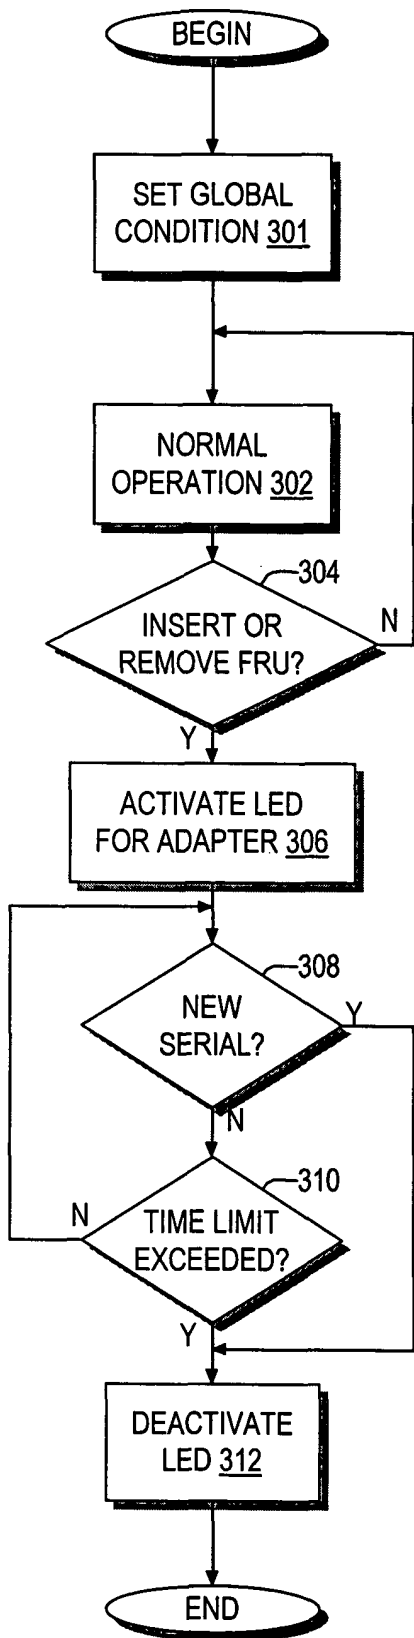 BEGIN
SET GLOBAL
CONDITION 301
NORMAL
OPERATION 302
304
INSERT OR
REMOVE FRU?
N
Y
ACTIVATE LED
FOR ADAPTER 306
308
NEW
SERIAL?
Y
N
310
TIME LIMIT
EXCEEDED?
N
Y
DEACTIVATE
LED 312
END